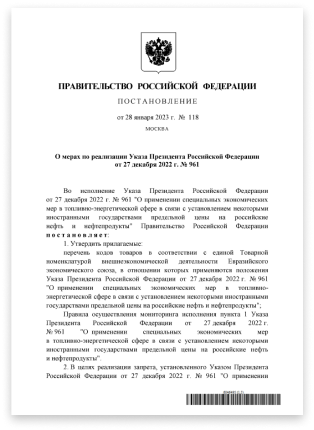 ПРАВИТЕЛЬСТВО РОССИЙСКОЙ ФЕДЕРАЦИИ
ПОСТАНОВЛЕНИЕ
от 28 января 2023 г. № 118
МОСКВА
О мерах по реализации Указа Президента Российской Федерации
от 27 декабря 2022 г. № 961
Во исполнение Указа Президента Российской Федерации
от 27 декабря 2022 г. № 961 "О применении специальных экономических
мер в топливно-энергетической сфере в связи с установлением некоторыми
иностранными государствами предельной цены на российские
нефть и нефтепродукты" Правительство Российской Федерации
постановляет:
1. Утвердить прилагаемые:
перечень кодов товаров в соответствии с единой Товарной
номенклатурой внешнеэкономической деятельности Евразийского
экономического союза, в отношении которых применяются положения
Указа Президента Российской Федерации от 27 декабря 2022 г. № 961
"О применении специальных экономических мер в топливно-
энергетической сфере в связи с установлением некоторыми иностранными
государствами предельной цены на российские нефть и нефтепродукты";
Правила осуществления мониторинга исполнения пункта 1 Указа
Президента Российской Федерации от 27 декабря 2022 г.
№ 961 "О применении специальных экономических мер
в топливно-энергетической сфере в связи с установлением некоторыми
иностранными государствами предельной цены на российские нефть
и нефтепродукты".
2. В целях реализации запрета, установленного Указом Президента
Российской Федерации от 27 декабря 2022 г. № 961 "О применении